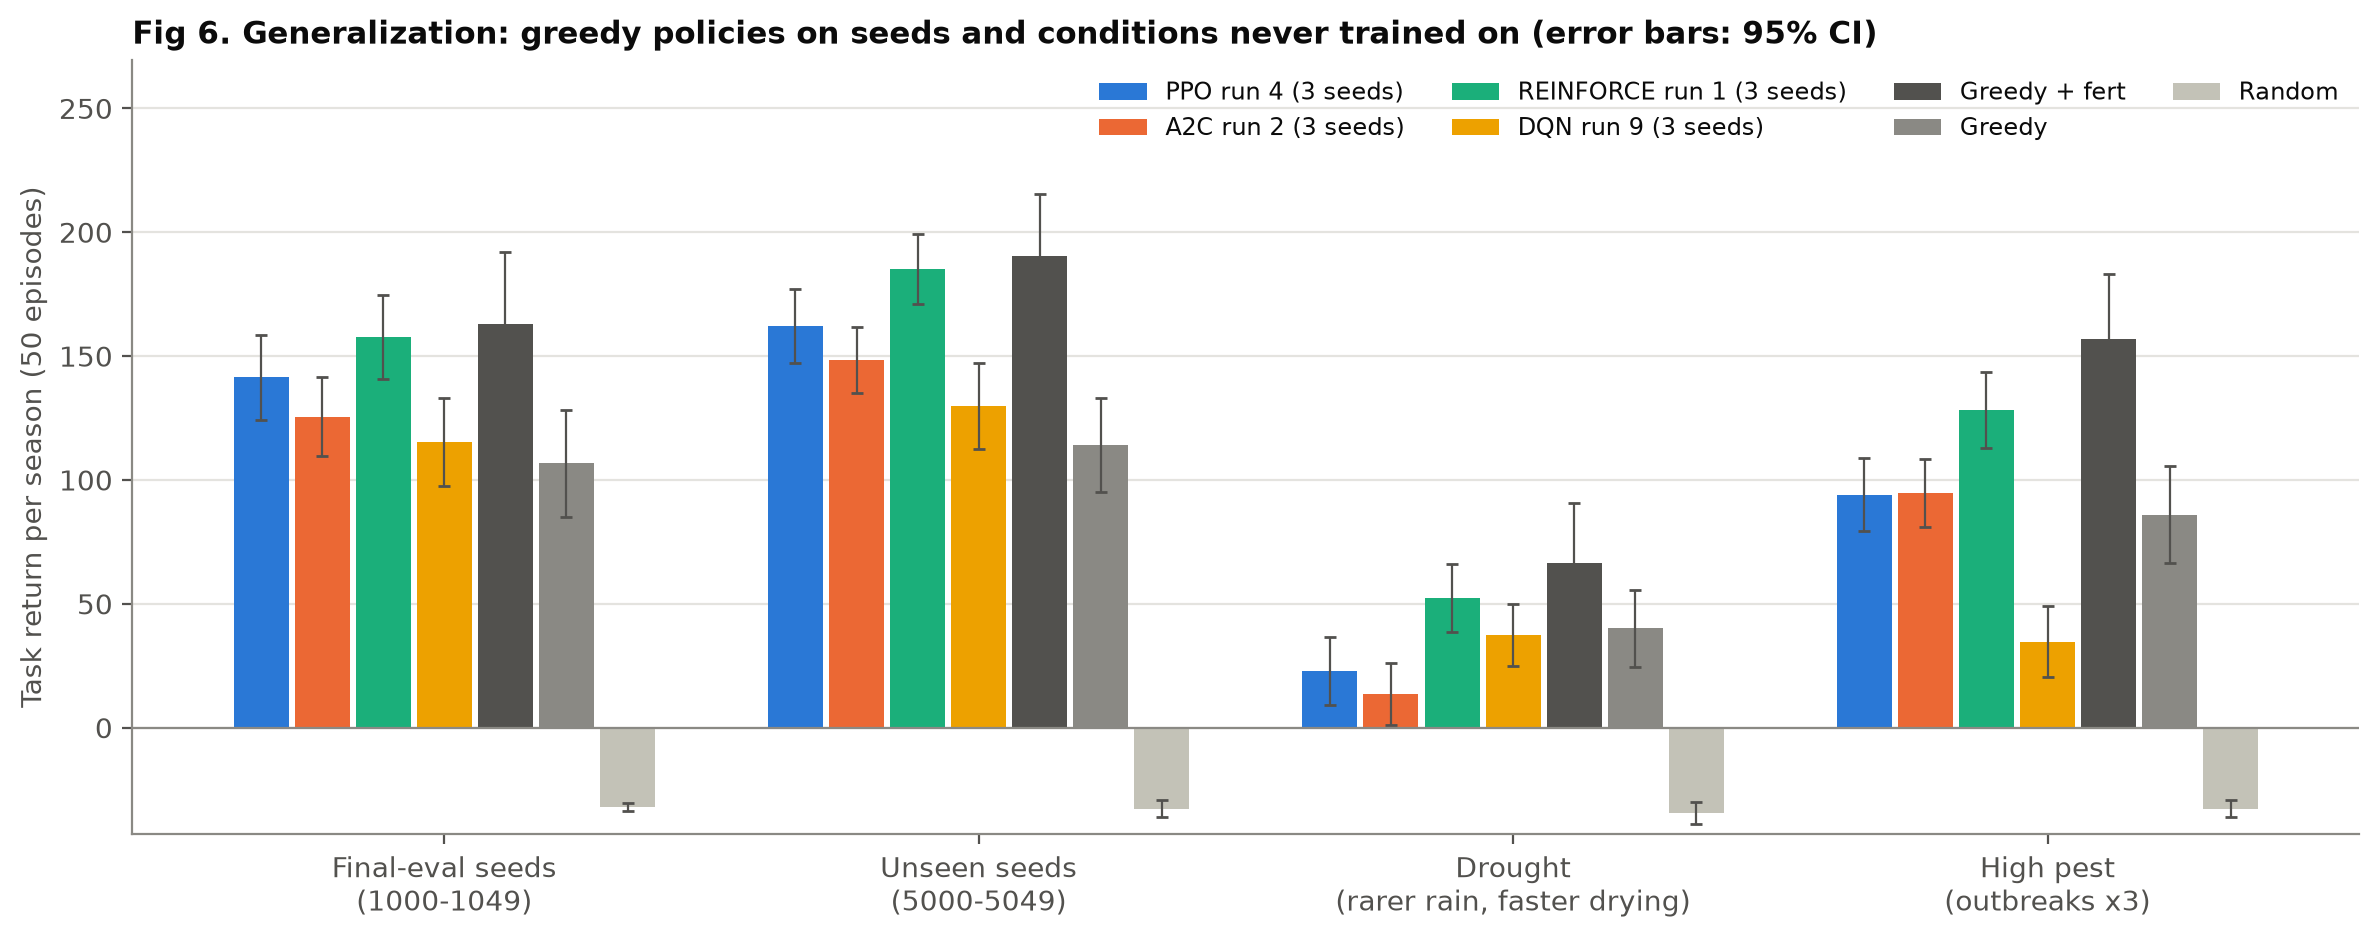 Fig 6. Generalization: greedy policies on seeds and conditions never trained on (error bars: 95% CI)
PPO run 4 (3 seeds)
A2C run 2 (3 seeds)
REINFORCE run 1 (3 seeds)
DQN run 9 (3 seeds)
Greedy + fert
Greedy
Random
Task return per season (50 episodes)
250
200
150
100
50
0
Final-eval seeds
(1000-1049)
Unseen seeds
(5000-5049)
Drought
(rarer rain, faster drying)
High pest
(outbreaks x3)